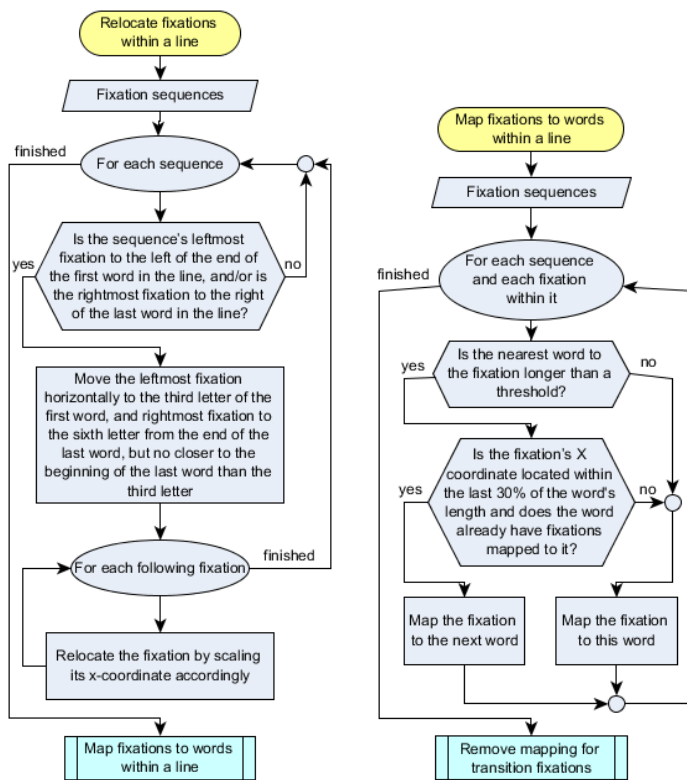 Relocate fixations
within a line
Fixation sequences
finished
For each sequence
yes
Is the sequence's leftmost
fixation to the left of the end of
the first word in the line, and/or is
the rightmost fixation to the right
of the last word in the line?
no
Move the leftmost fixation
horizontally to the third letter of the
first word, and rightmost fixation to
the sixth letter from the end of the
last word, but no closer to the
beginning of the last word than the
third letter
For each following fixation
finished
Relocate the fixation by scaling
its x-coordinate accordingly
Map fixations to words
within a line
Map fixations to words
within a line
Fixation sequences
finished
For each sequence
and each fixation
within it
yes
Is the nearest word to
the fixation longer than a
threshold?
no
yes
Is the fixation's X
coordinate located within
the last 30% of the word's
length and does the word
already have fixations
mapped to it?
no
Map the fixation
to the next word
Map the fixation
to this word
Remove mapping for
transition fixations